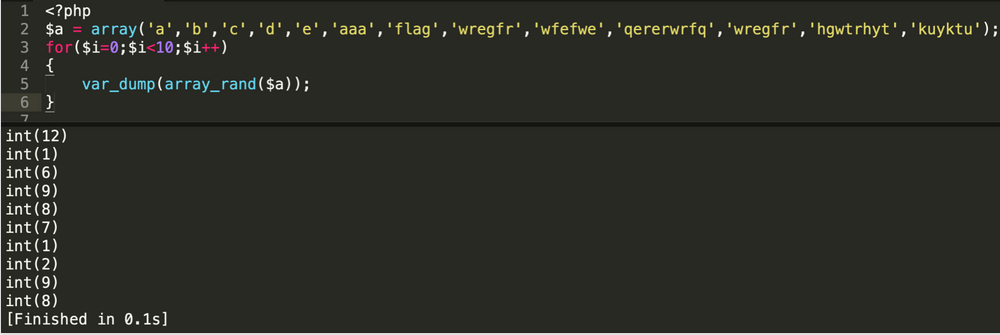 1 <?php
2 $a = array('a','b','c','d','e','aaa','flag','wregfr','wfefwe','qererwrfq','wregfr','hgwtrhyt','kuyktu');
3 for($i=0;$i<10;$i++)
4 {
5     var_dump(array_rand($a));
6 }
7
int(12)
int(1)
int(6)
int(9)
int(8)
int(7)
int(1)
int(2)
int(9)
int(8)
[Finished in 0.1s]